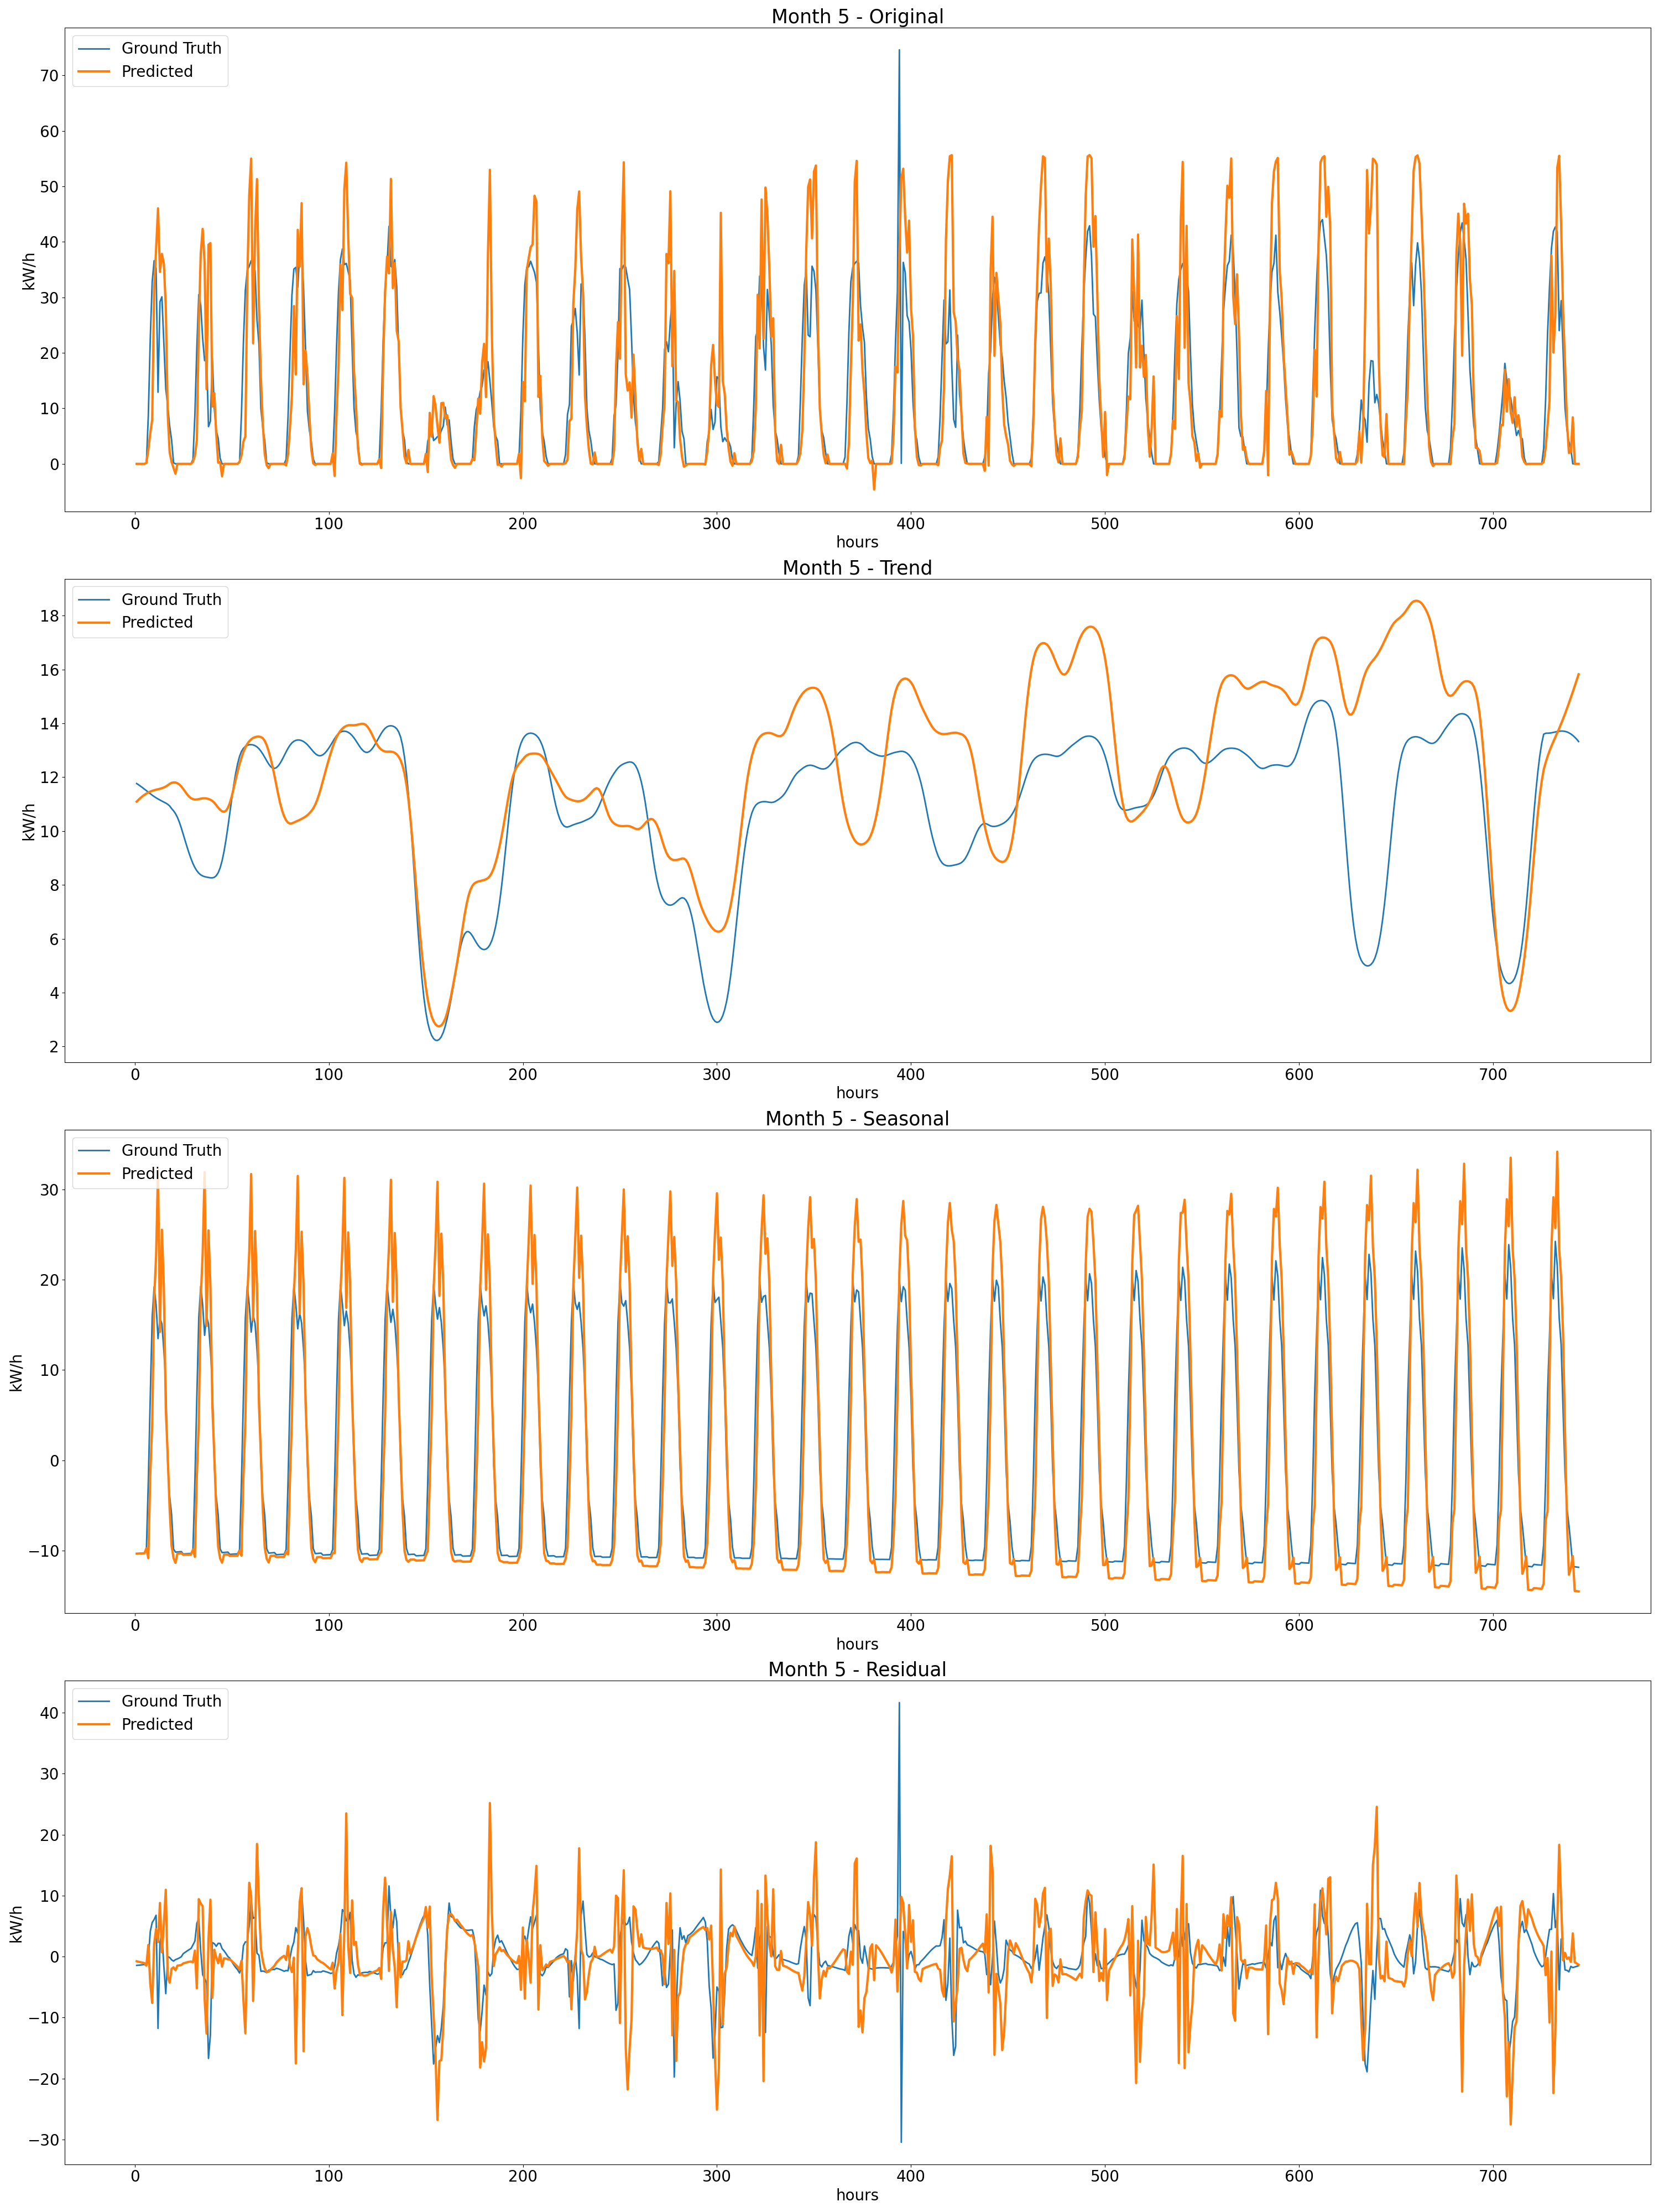 Month 5 - Original
Ground Truth
Predicted
70
60
50
40
30
20
10
0
kW/h
0 100 200 300 400 500 600 700
hours
Month 5 - Trend
Ground Truth
Predicted
18
16
14
12
10
8
6
4
2
kW/h
0 100 200 300 400 500 600 700
hours
Month 5 - Seasonal
Ground Truth
Predicted
30
20
10
0
−10
kW/h
0 100 200 300 400 500 600 700
hours
Month 5 - Residual
Ground Truth
Predicted
40
30
20
10
0
−10
−20
−30
kW/h
0 100 200 300 400 500 600 700
hours